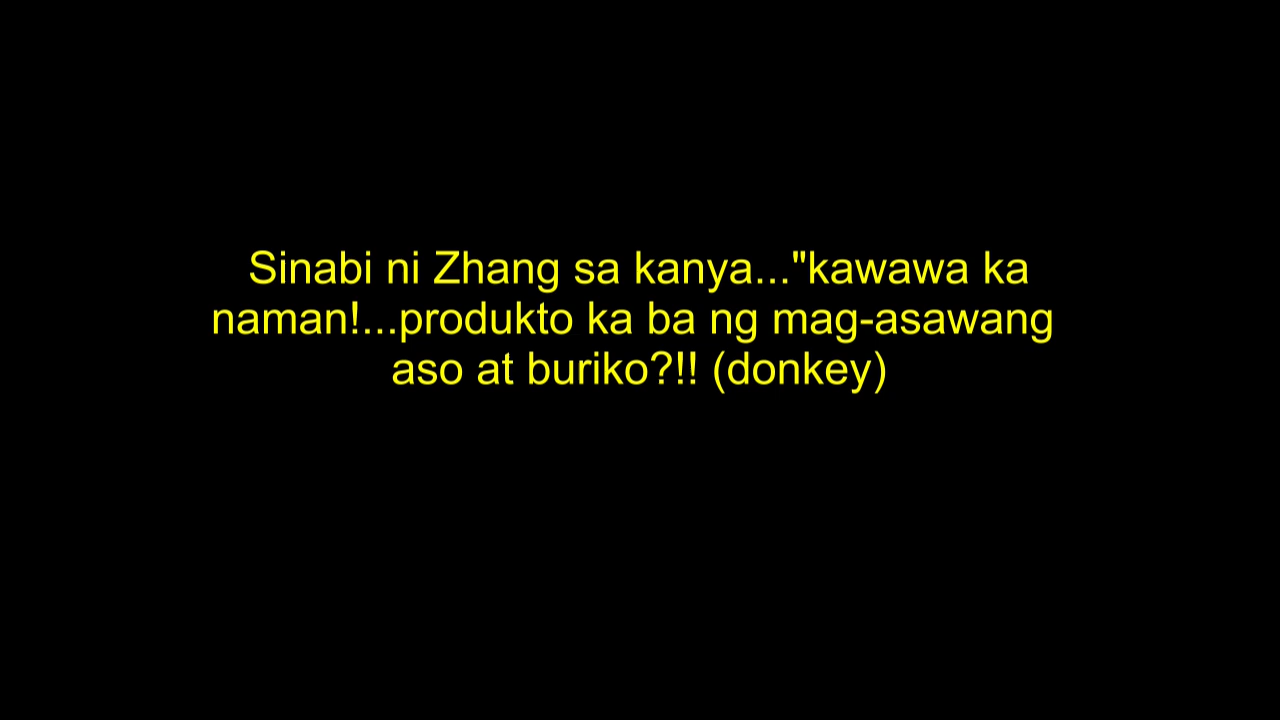 Sinabi ni Zhang sa kanya..."kawawa ka
naman!...produkto ka ba ng mag-asawang
aso at buriko?!! (donkey)